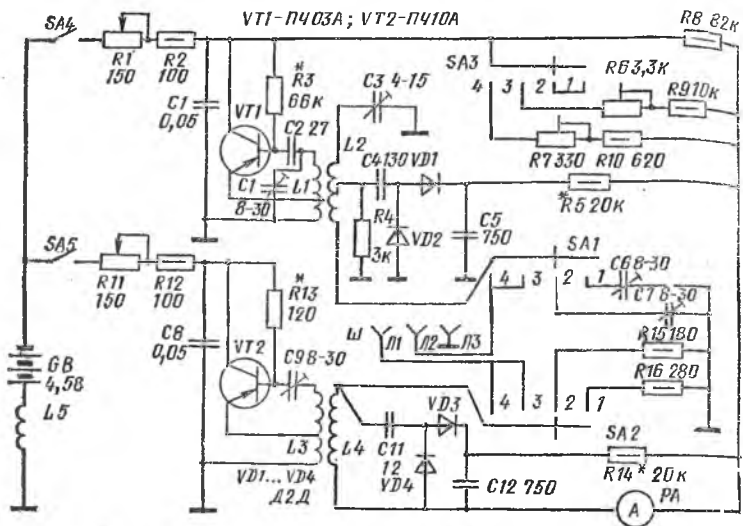 VT1-П403А; VT2-П410А
SA4
R1
150
R2
100
*
R3
66к
C3 4-15
SA3
4 3 2 1
R8 82к
R6 3,3к
R9 10к
R7 330
R10 620
C1
0,05
VT1
C2 27
L2
C1
8-30
L1
C4 130
VD1
R4
3к
VD2
C5
750
*R5 20к
SA5
R11
150
R12
100
*
R13
120
SA1
4 3 2 1
C6 8-30
C7 8-30
C8
0,05
VT2
C9 8-30
Ш Л1 Л2 Л3
R15 180
R16 280
GB
4,5В
L5
L3
L4
VD3
4 3 2 1
C11
12
VD4
SA2
R14* 20к
VD1...VD4
Д2Д
C12 750
А
PA